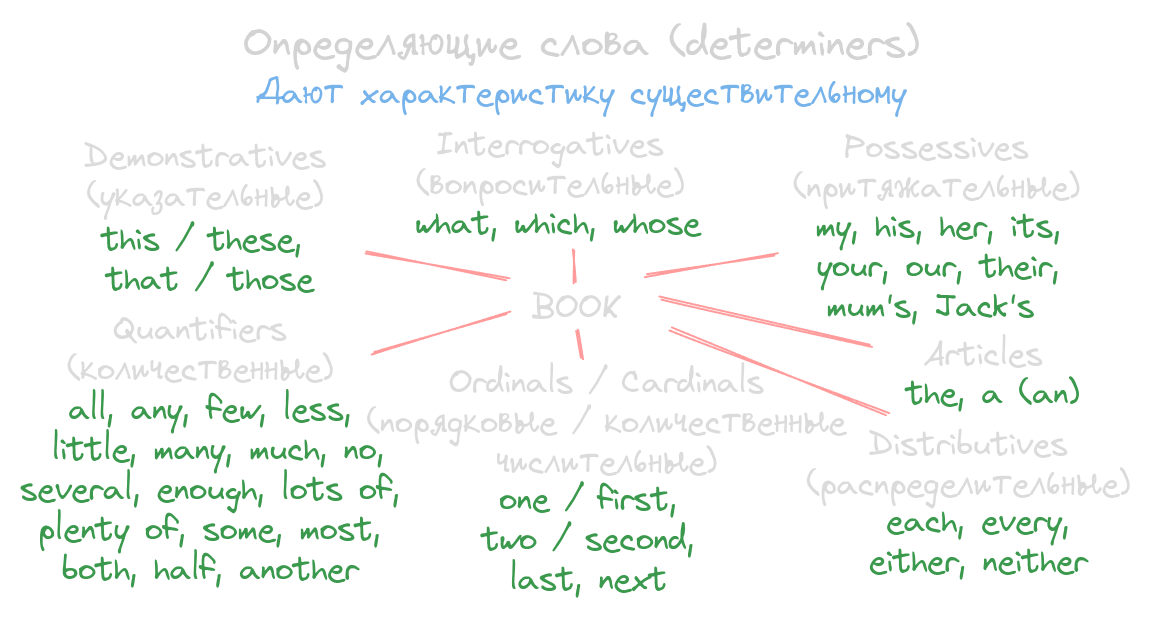 Определяющие слова (determiners)
Дают характеристику существительному
Demonstratives
(указательные)
this / these,
that / those
Interrogatives
(вопросительные)
what, which, whose
Possessives
(притяжательные)
my, his, her, its,
your, our, their,
mum's, Jack's
BOOK
Quantifiers
(количественные)
all, any, few, less,
little, many, much, no,
several, enough, lots of,
plenty of, some, most,
both, half, another
Ordinals / Cardinals
(порядковые / количественные
числительные)
one / first,
two / second,
last, next
Articles
the, a (an)
Distributives
(распределительные)
each, every,
either, neither